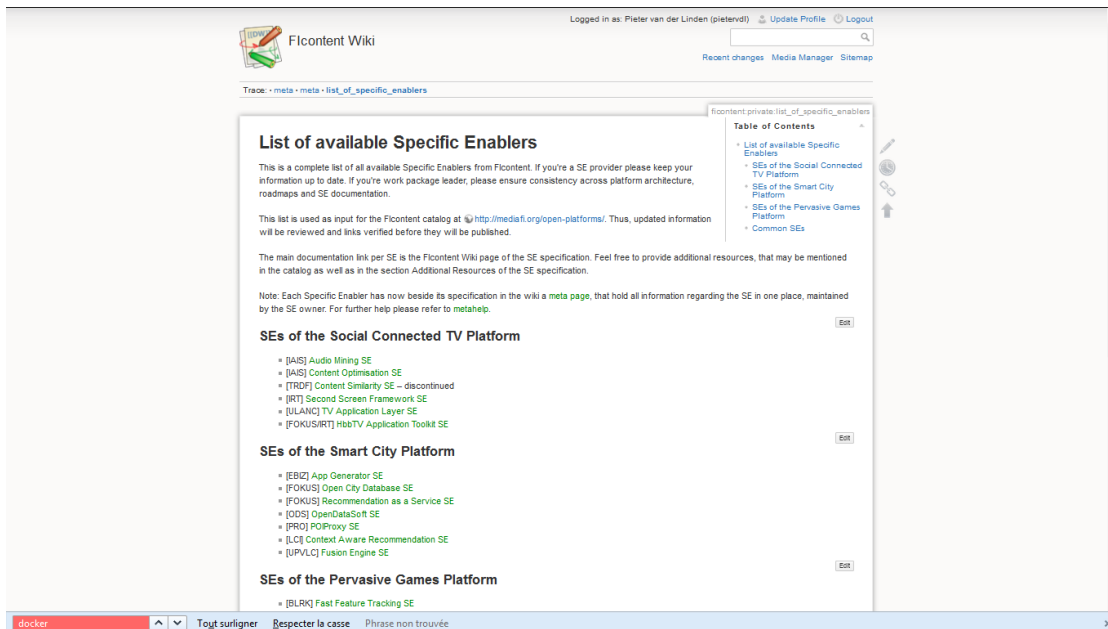 Logged in as: Pieter van der Linden (pietervdl) Update Profile Logout
FIcontent Wiki
Recent changes Media Manager Sitemap
Trace: • meta • meta • list_of_specific_enablers
ficontent:private:list_of_specific_enablers
Table of Contents
List of available Specific
Enablers
SEs of the Social Connected
TV Platform
SEs of the Smart City
Platform
SEs of the Pervasive Games
Platform
Common SEs
List of available Specific Enablers
This is a complete list of all available Specific Enablers from FIcontent. If you're a SE provider please keep your
information up to date. If you're work package leader, please ensure consistency across platform architecture,
roadmaps and SE documentation.
This list is used as input for the FIcontent catalog at http://mediafi.org/open-platforms/. Thus, updated information
will be reviewed and links verified before they will be published.
The main documentation link per SE is the FIcontent Wiki page of the SE specification. Feel free to provide additional resources, that may be mentioned
in the catalog as well as in the section Additional Resources of the SE specification.
Note: Each Specific Enabler has now beside its specification in the wiki a meta page, that hold all information regarding the SE in one place, maintained
by the SE owner. For further help please refer to metahelp.
Edit
SEs of the Social Connected TV Platform
[IAIS] Audio Mining SE
[IAIS] Content Optimisation SE
[TRDF] Content Similarity SE – discontinued
[IRT] Second Screen Framework SE
[ULANC] TV Application Layer SE
[FOKUS/IRT] HbbTV Application Toolkit SE
Edit
SEs of the Smart City Platform
[EBIZ] App Generator SE
[FOKUS] Open City Database SE
[FOKUS] Recommendation as a Service SE
[ODS] OpenDataSoft SE
[PRO] POIProxy SE
[LCI] Context Aware Recommendation SE
[UPVLC] Fusion Engine SE
Edit
SEs of the Pervasive Games Platform
[BLRK] Fast Feature Tracking SE
docker Tout surligner Respecter la casse Phrase non trouvée